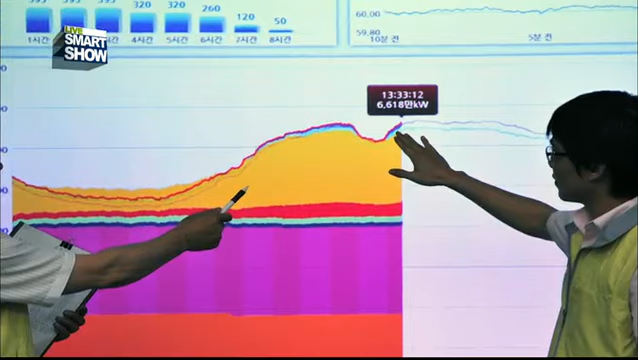 320
320
260
120
50
1시간
4시간
5시간
6시간
7시간
8시간
60,00
59,80
10분 전
5분 전
LIVE
SMART
SHOW
13:33:12
6,618만kW